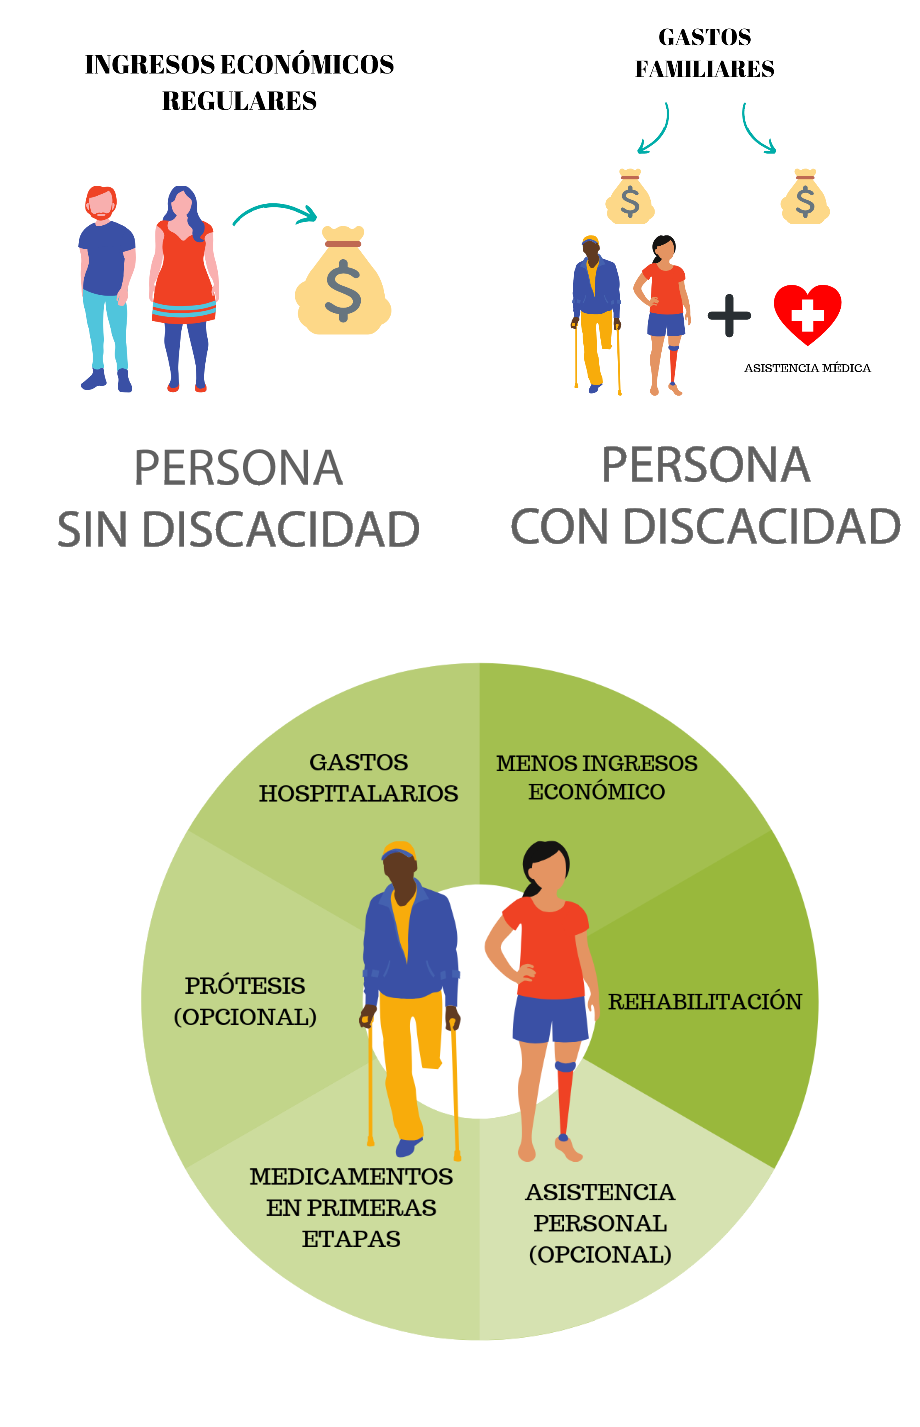 INGRESOS ECONÓMICOS
REGULARES
GASTOS
FAMILIARES
$
$
$
ASISTENCIA MÉDICA
PERSONA
SIN DISCACIDAD
PERSONA
CON DISCACIDAD
GASTOS
HOSPITALARIOS
MENOS INGRESOS
ECONÓMICO
PRÓTESIS
(OPCIONAL)
REHABILITACIÓN
MEDICAMENTOS
EN PRIMERAS
ETAPAS
ASISTENCIA
PERSONAL
(OPCIONAL)